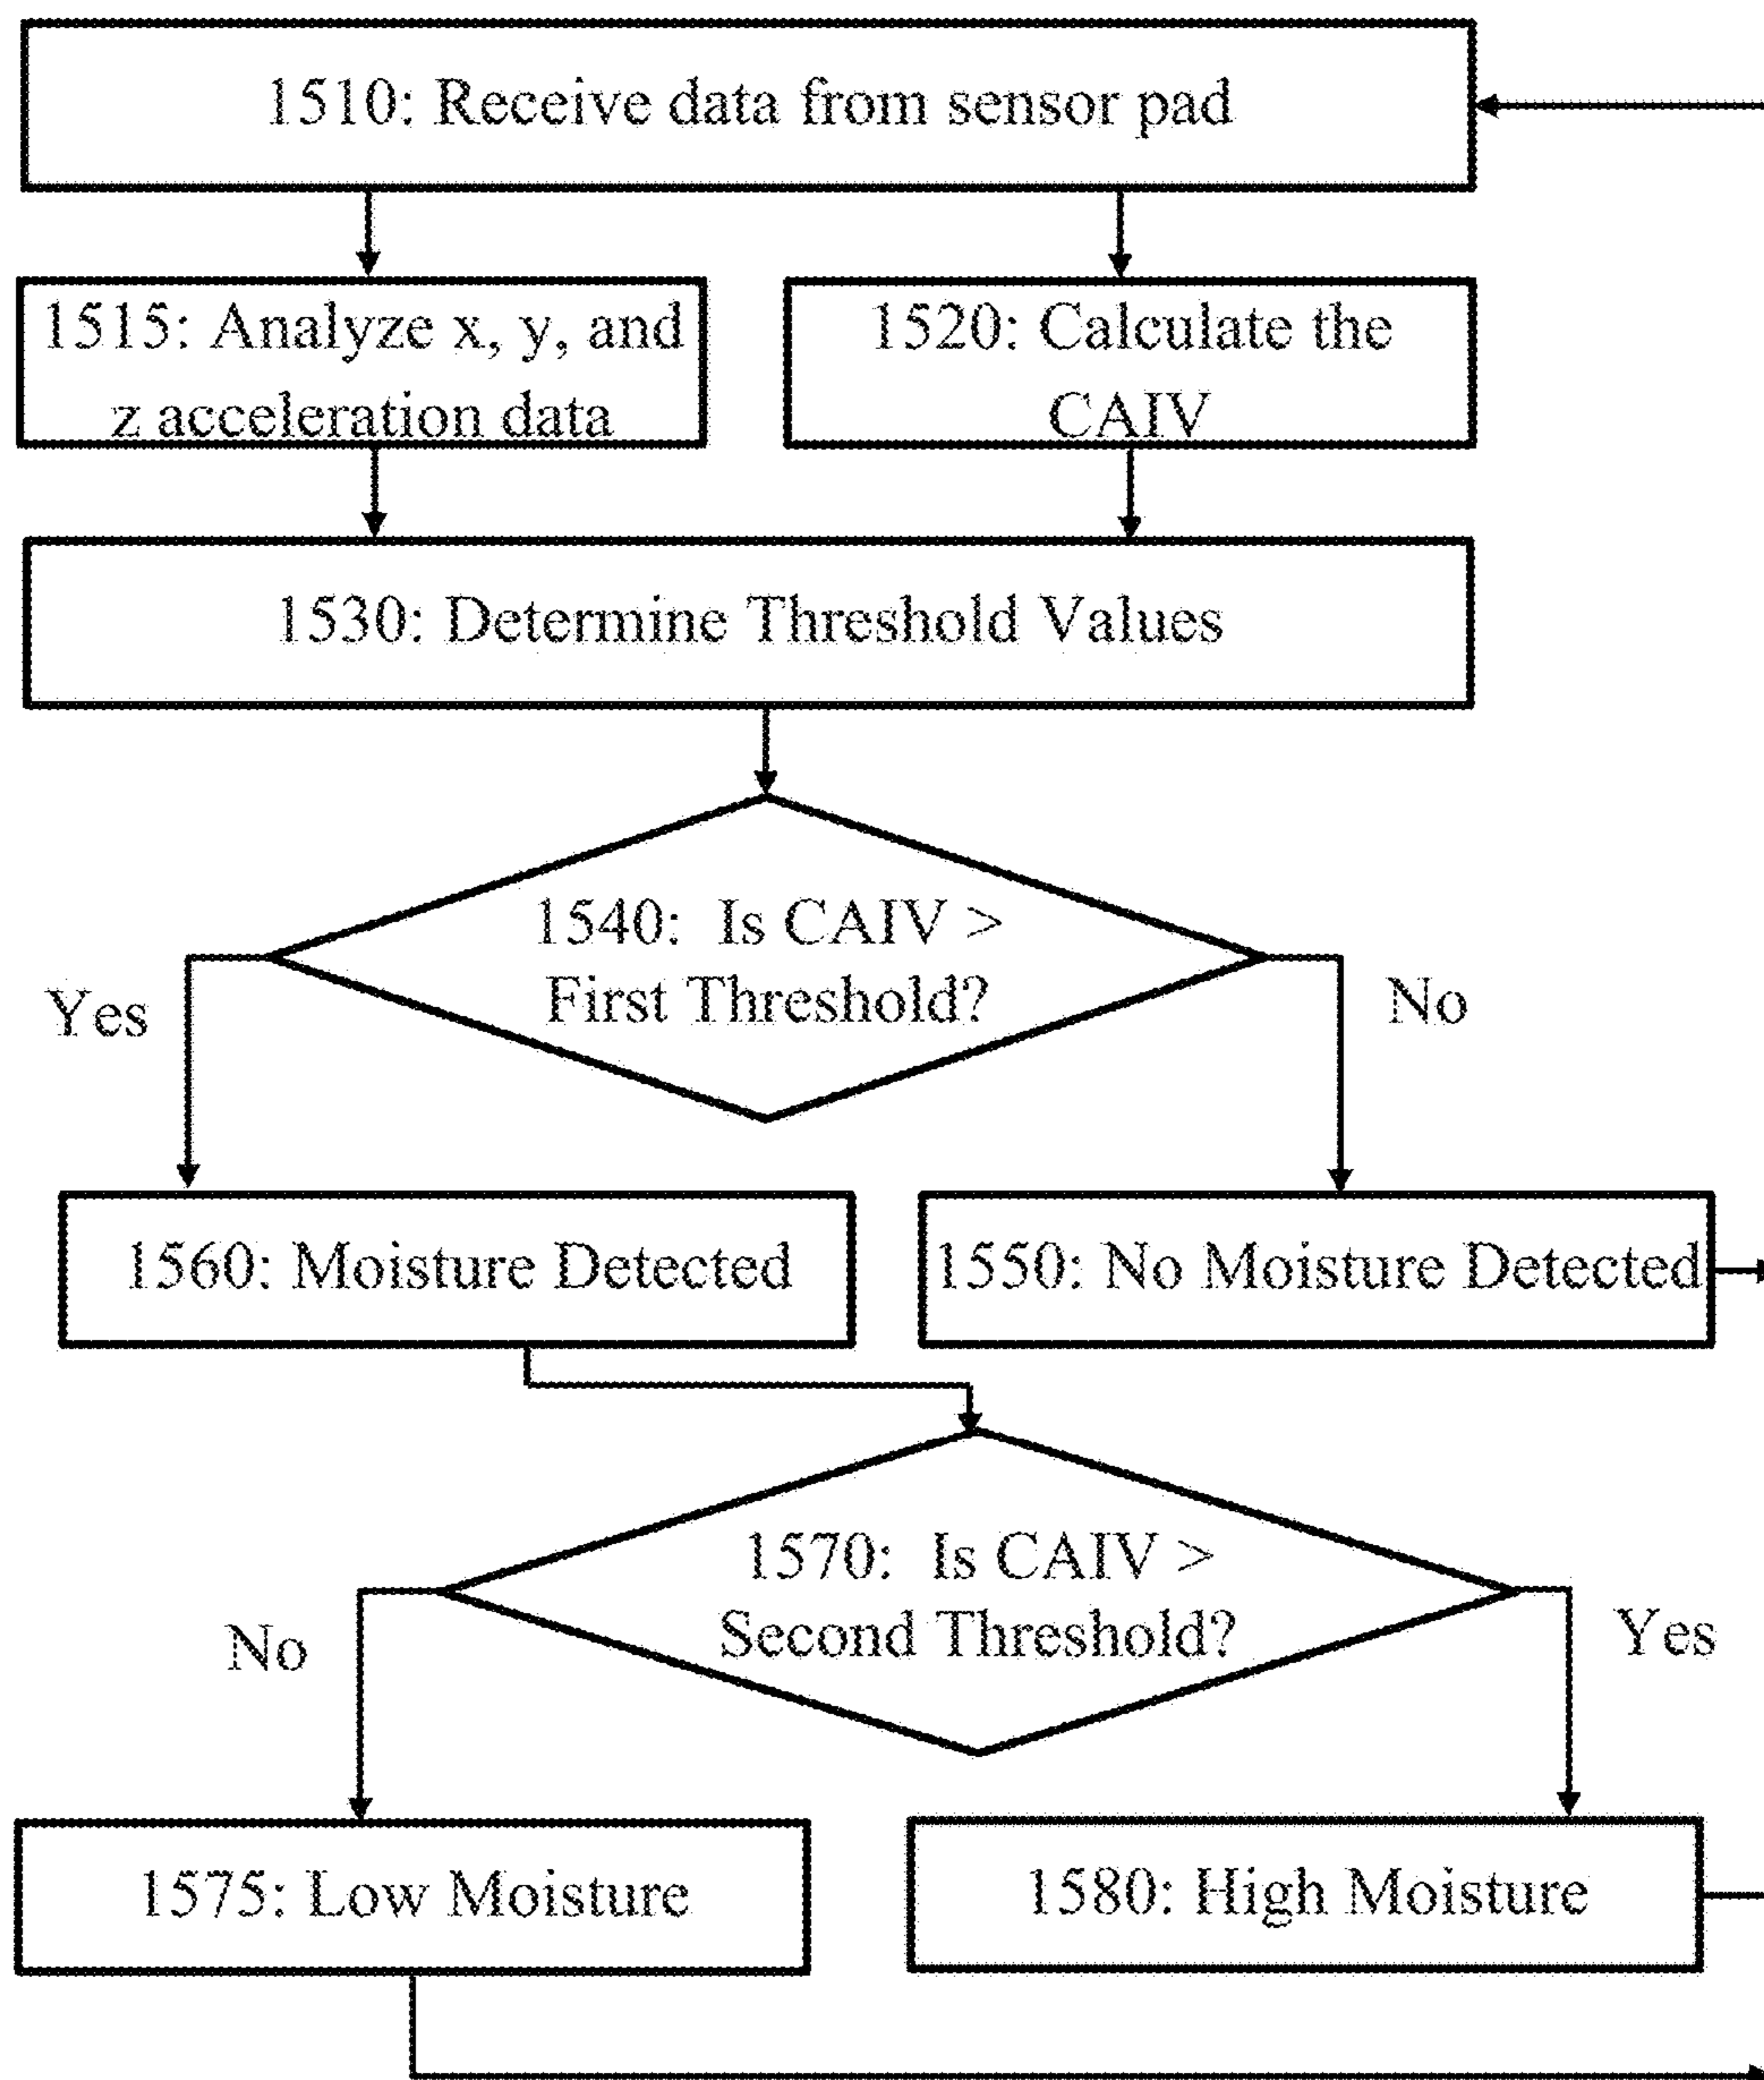 1510: Receive data from sensor pad
1515: Analyze x, y, and
z acceleration data
1520: Calculate the
CAIV
1530: Determine Threshold Values
1540: Is CAIV >
First Threshold?
Yes
No
1560: Moisture Detected
1550: No Moisture Detected
1570: Is CAIV >
Second Threshold?
No
Yes
1575: Low Moisture
1580: High Moisture